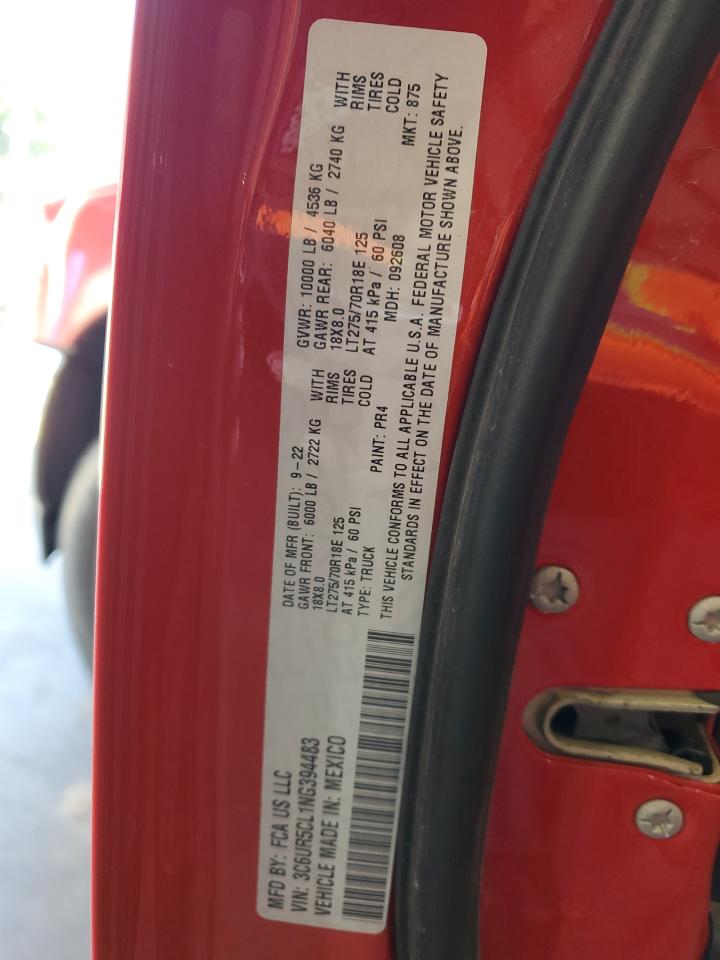 MFD BY: FCA US LLC
VIN: 3C6UR5CL1NG394483
VEHICLE MADE IN: MEXICO
DATE OF MFR (BUILT): 9-22 GVWR: 10000 LB / 4536 KG
GAWR FRONT: 6000 LB / 2722 KG WITH GAWR REAR: 6040 LB / 2740 KG WITH
18X8.0 RIMS 18X8.0 RIMS
LT275/70R18E 125 TIRES LT275/70R18E 125 TIRES
AT 415 kPa / 60 PSI COLD AT 415 kPa / 60 PSI COLD
TYPE: TRUCK PAINT: PR4 MDH: 092608 MKT: 875
THIS VEHICLE CONFORMS TO ALL APPLICABLE U.S.A. FEDERAL MOTOR VEHICLE SAFETY
STANDARDS IN EFFECT ON THE DATE OF MANUFACTURE SHOWN ABOVE.